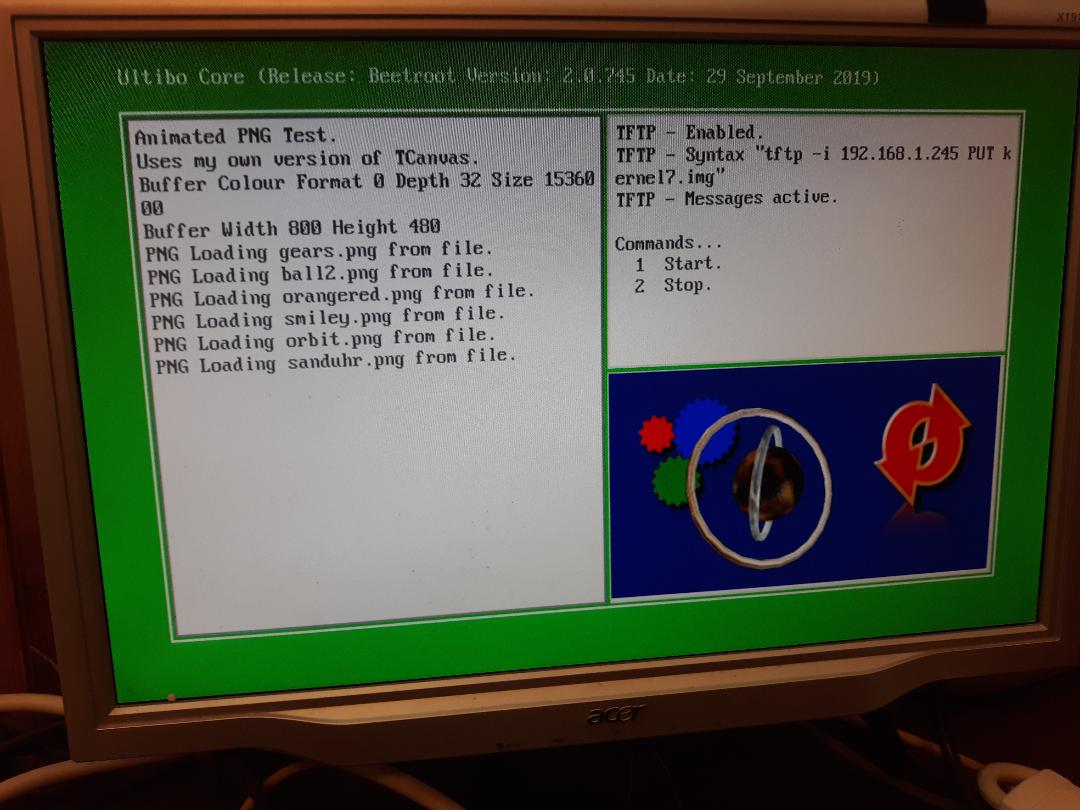 X19
Ultibo Core (Release: Beetroot Version: 2.0.745 Date: 29 September 2019)
Animated PNG Test.
Uses my own version of TCanvas.
Buffer Colour Format 0 Depth 32 Size 15360
00
Buffer Width 800 Height 480
PNG Loading gears.png from file.
PNG Loading ball2.png from file.
PNG Loading orangered.png from file.
PNG Loading smiley.png from file.
PNG Loading orbit.png from file.
PNG Loading sanduhr.png from file.
TFTP - Enabled.
TFTP - Syntax "tftp -i 192.168.1.245 PUT k
ernel7.img"
TFTP - Messages active.
Commands...
1 Start.
2 Stop.
acer